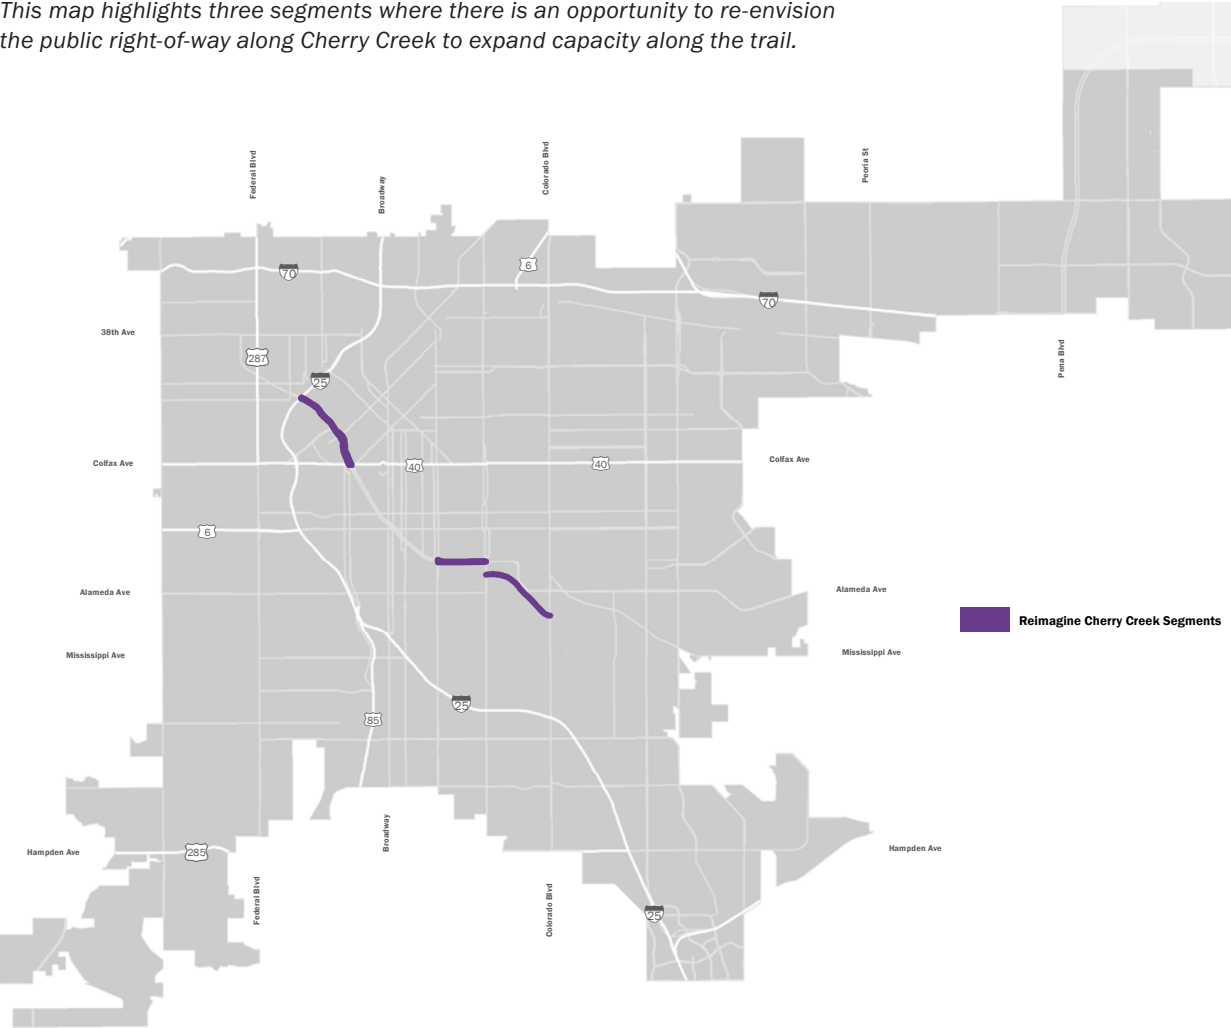 This map highlights three segments where there is an opportunity to re-envision
the public right-of-way along Cherry Creek to expand capacity along the trail.
Federal Blvd
Broadway
Colorado Blvd
Peoria St
6
70
70
38th Ave
287
25
Pena Blvd
Colfax Ave
40
40
Colfax Ave
6
Alameda Ave
Alameda Ave
Reimagine Cherry Creek Segments
Mississippi Ave
Mississippi Ave
25
85
Broadway
Hampden Ave
285
Hampden Ave
Federal Blvd
Colorado Blvd
25